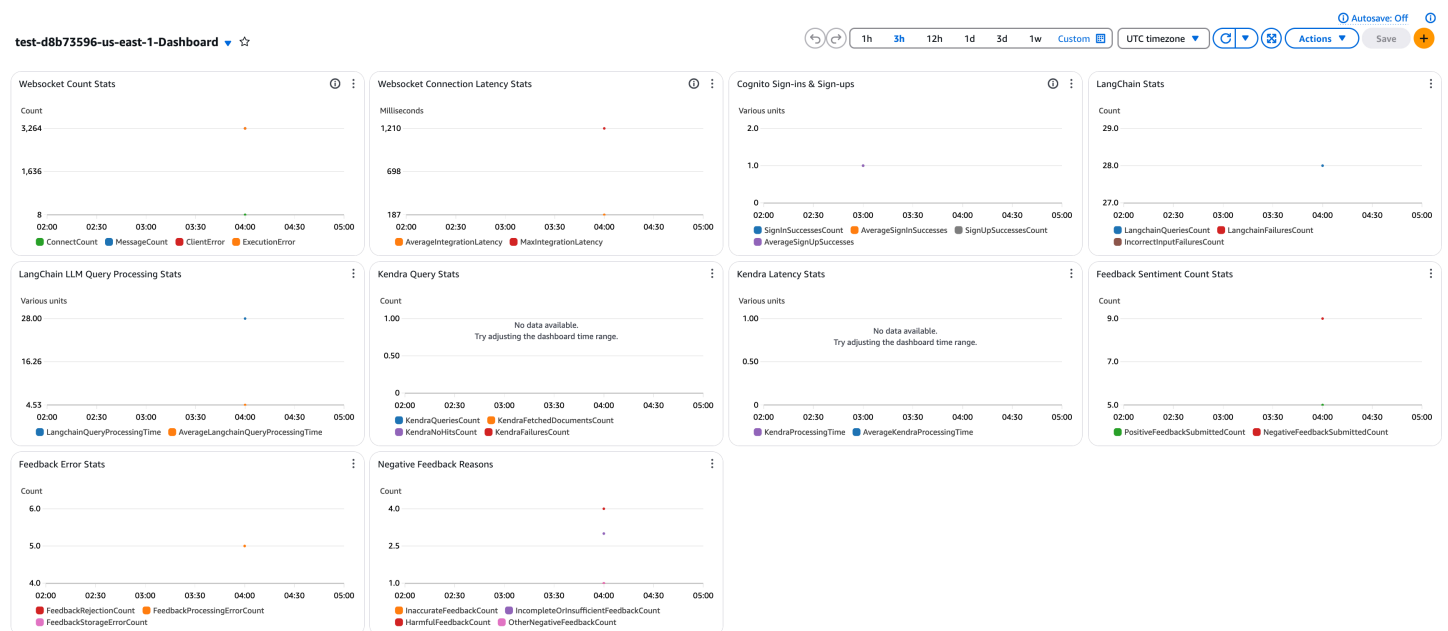 Autosave: Off
test-d8b73596-us-east-1-Dashboard
1h 3h 12h 1d 3d 1w Custom UTC timezone Actions Save
Websocket Count Stats
Count
3,264
1,636
8
02:00 02:30 03:00 03:30 04:00 04:30 05:00
ConnectCount MessageCount ClientError ExecutionError
Websocket Connection Latency Stats
Milliseconds
1,210
698
187
02:00 02:30 03:00 03:30 04:00 04:30 05:00
AverageIntegrationLatency MaxIntegrationLatency
Cognito Sign-ins & Sign-ups
Various units
2.0
1.0
0
02:00 02:30 03:00 03:30 04:00 04:30 05:00
SignInSuccessesCount AverageSignInSuccesses SignUpSuccessesCount
AverageSignUpSuccesses
LangChain Stats
Count
29.0
28.0
27.0
02:00 02:30 03:00 03:30 04:00 04:30 05:00
LangchainQueriesCount LangchainFailuresCount
IncorrectInputFailuresCount
LangChain LLM Query Processing Stats
Various units
28.00
16.26
4.53
02:00 02:30 03:00 03:30 04:00 04:30 05:00
LangchainQueryProcessingTime AverageLangchainQueryProcessingTime
Kendra Query Stats
Count
1.00
No data available.
Try adjusting the dashboard time range.
0.50
0
02:00 02:30 03:00 03:30 04:00 04:30 05:00
KendraQueriesCount KendraFetchedDocumentsCount
KendraNoHitsCount KendraFailuresCount
Kendra Latency Stats
Various units
1.00
No data available.
Try adjusting the dashboard time range.
0.50
0
02:00 02:30 03:00 03:30 04:00 04:30 05:00
KendraProcessingTime AverageKendraProcessingTime
Feedback Sentiment Count Stats
Count
9.0
7.0
5.0
02:00 02:30 03:00 03:30 04:00 04:30 05:00
PositiveFeedbackSubmittedCount NegativeFeedbackSubmittedCount
Feedback Error Stats
Count
6.0
5.0
4.0
02:00 02:30 03:00 03:30 04:00 04:30 05:00
FeedbackRejectionCount FeedbackProcessingErrorCount
FeedbackStorageErrorCount
Negative Feedback Reasons
Count
4.0
2.5
1.0
02:00 02:30 03:00 03:30 04:00 04:30 05:00
InaccurateFeedbackCount IncompleteOrInsufficientFeedbackCount
HarmfulFeedbackCount OtherNegativeFeedbackCount